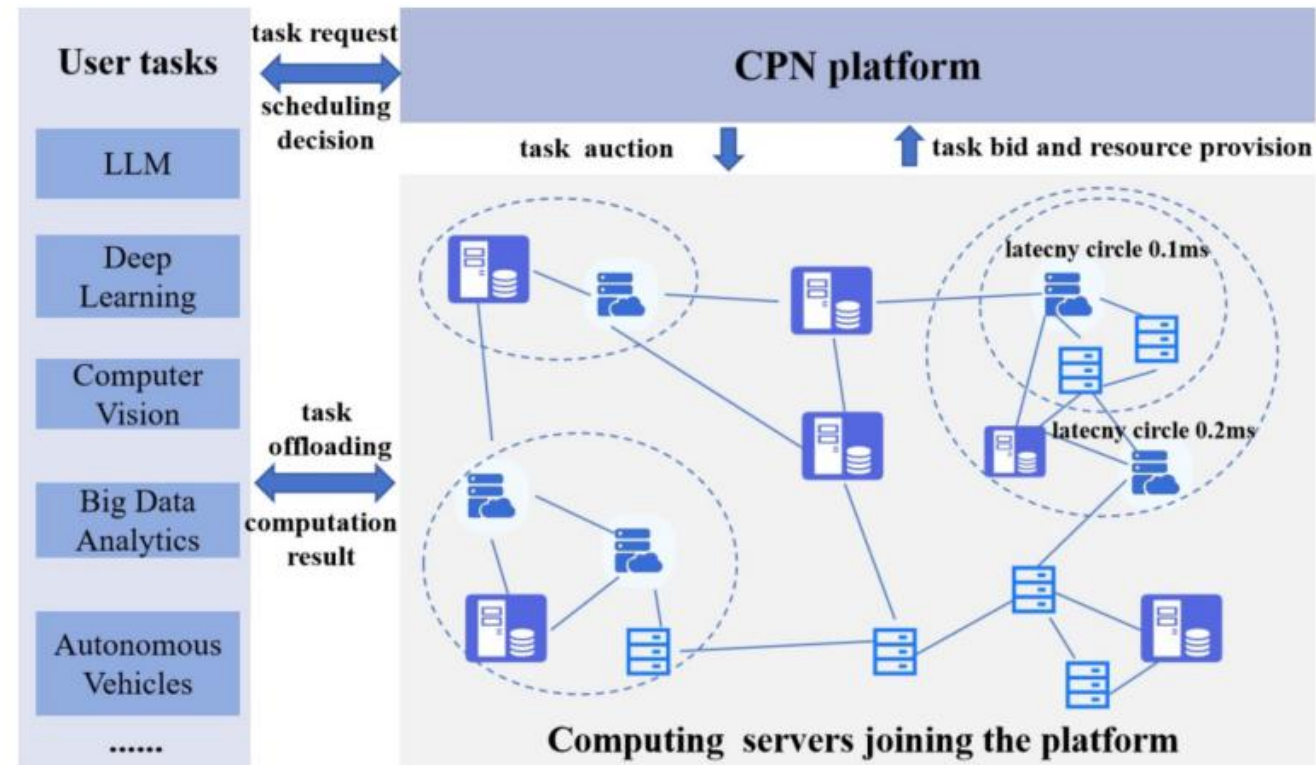 User tasks
LLM
Deep
Learning
Computer
Vision
Big Data
Analytics
Autonomous
Vehicles
......
task request
scheduling
decision
task
offloading
computation
result
CPN platform
task auction
task bid and resource provision
latecny circle 0.1ms
latecny circle 0.2ms
Computing servers joining the platform